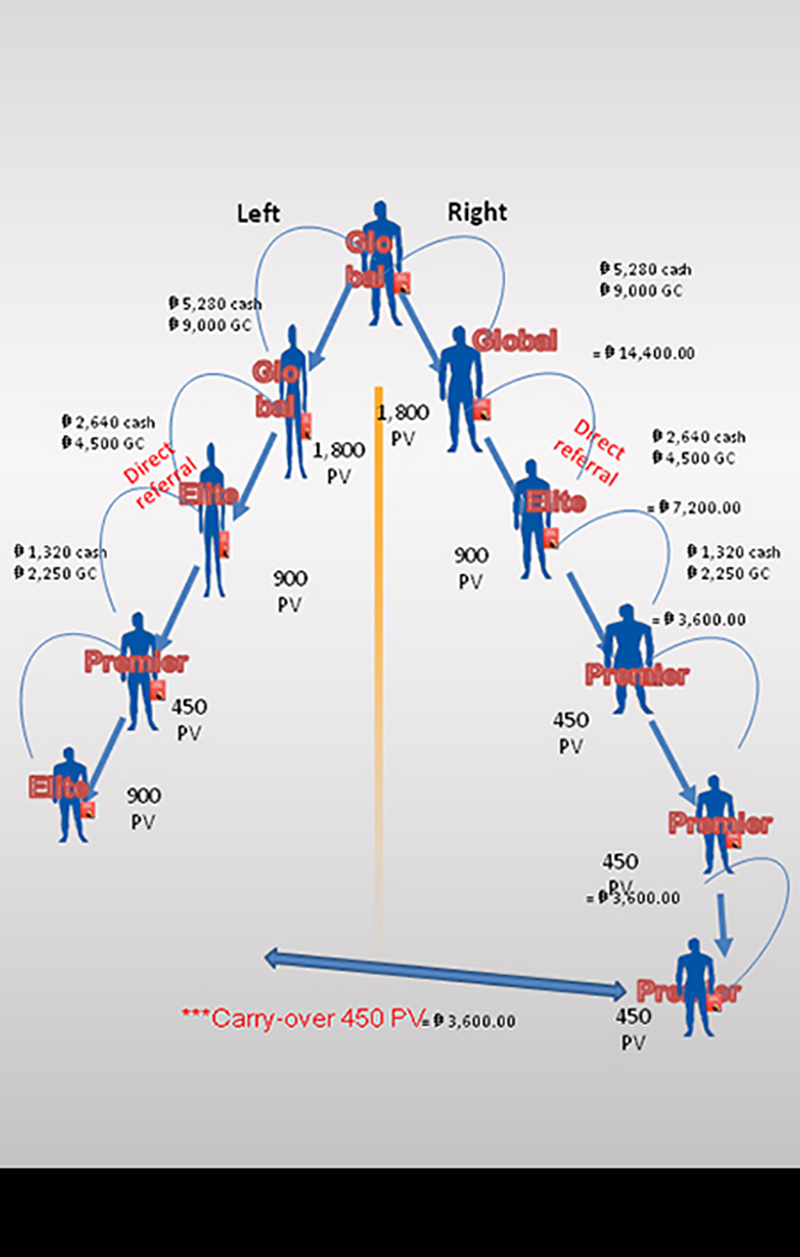 Left
Right
Glo
bal
₱ 5,280 cash
₱ 9,000 GC
₱ 5,280 cash
₱ 9,000 GC
Global
= ₱ 14,400.00
Glo
bal
1,800
PV
1,800
PV
₱ 2,640 cash
₱ 4,500 GC
Direct
referral
Direct
referral
₱ 2,640 cash
₱ 4,500 GC
Elite
Elite
= ₱ 7,200.00
900
PV
900
PV
₱ 1,320 cash
₱ 2,250 GC
₱ 1,320 cash
₱ 2,250 GC
= ₱ 3,600.00
Premier
Premier
450
PV
450
PV
Elite
900
PV
Premier
450
PV
= ₱ 3,600.00
Premier
450
PV
***Carry-over 450 PV= ₱ 3,600.00